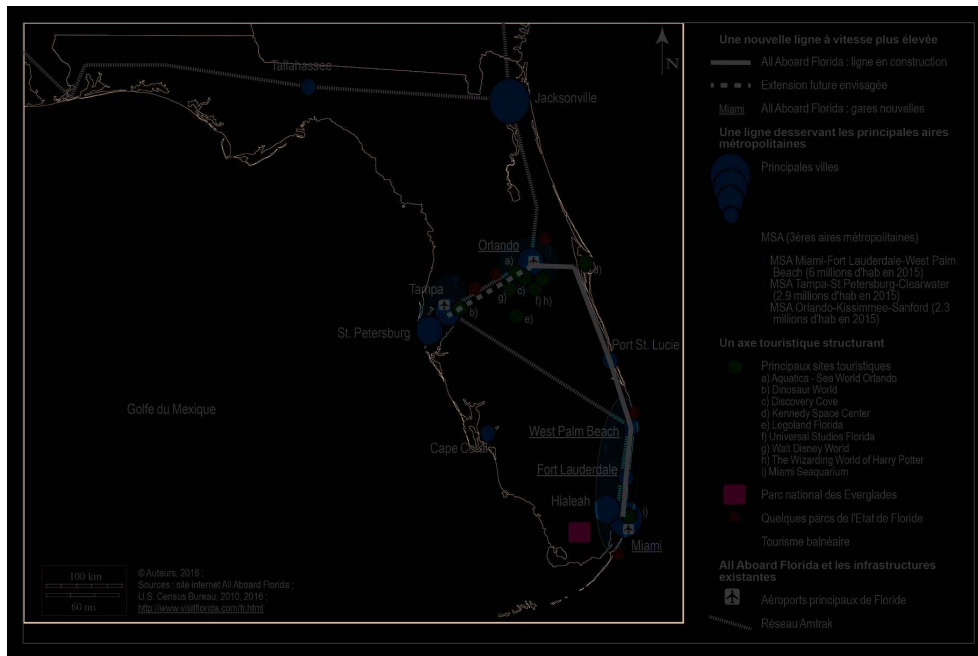 Tallahassee
Jacksonville
N
Orlando
a)
d)
c)
g)
f)
h)
Tampa
b)
e)
St. Petersburg
Port St. Lucie
Golfe du Mexique
West Palm Beach
Cape Coral
Fort Lauderdale
Hialeah
i)
Miami
100 km
60 mi
© Auteurs, 2016 ;
Sources : site internet All Aboard Florida ;
U.S. Census Bureau, 2010, 2016 ;
http://www.visitflorida.com/fr.html
Une nouvelle ligne à vitesse plus élevée
All Aboard Florida : ligne en construction
Extension future envisagée
Miami All Aboard Florida : gares nouvelles
Une ligne desservant les principales aires
métropolitaines
Principales villes
MSA (3ères aires métropolitaines)
MSA Miami-Fort Lauderdale-West Palm
Beach (6 millions d'hab en 2015)
MSA Tampa-St.Petersburg-Clearwater
(2.9 millions d'hab en 2015)
MSA Orlando-Kissimmee-Sanford (2.3
millions d'hab en 2015)
Un axe touristique structurant
Principaux sites touristiques
a) Aquatica - Sea World Orlando
b) Dinosaur World
c) Discovery Cove
d) Kennedy Space Center
e) Legoland Florida
f) Universal Studios Florida
g) Walt Disney World
h) The Wizarding World of Harry Potter
i) Miami Seaquarium
Parc national des Everglades
Quelques parcs de l'Etat de Floride
Tourisme balnéaire
All Aboard Florida et les infrastructures
existantes
Aéroports principaux de Floride
Réseau Amtrak